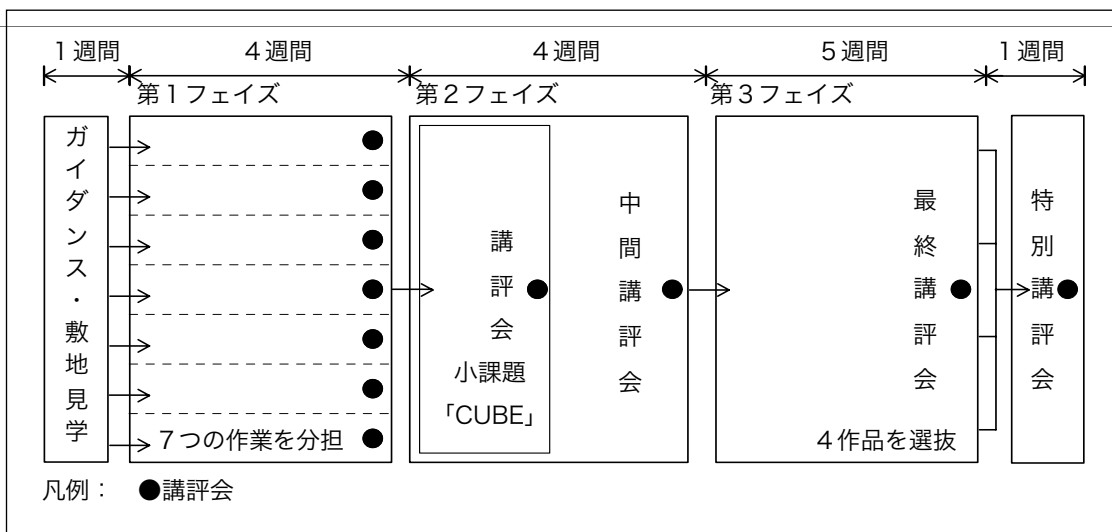 1週間
4週間
4週間
5週間
1週間
第1フェイズ
第2フェイズ
第3フェイズ
ガイダンス・敷地見学
7つの作業を分担
講評会
小課題
「CUBE」
中間講評会
最終講評会
4作品を選抜
特別講評会
凡例： ●講評会